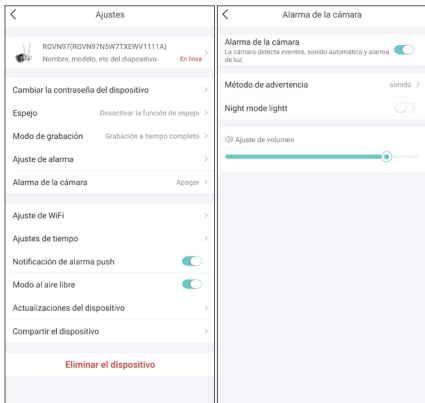 Ajustes
RGVN97(RGVN97N5W7TXEWV1111A)
Nombre, modelo, etc del dispositivo En línea
Cambiar la contraseña del dispositivo
Espejo Desactivar la función de espejo
Modo de grabación Grabación a tiempo completo
Ajuste de alarma
Alarma de la cámara Apagar
Ajuste de WiFi
Ajustes de tiempo
Notificación de alarma push
Modo al aire libre
Actualizaciones del dispositivo
Compartir el dispositivo
Eliminar el dispositivo
Alarma de la cámara
Alarma de la cámara
La cámara detecta eventos, sonido automático y alarma
de luz.
Método de advertencia sonido
Night mode lightt
Ajuste de volumen